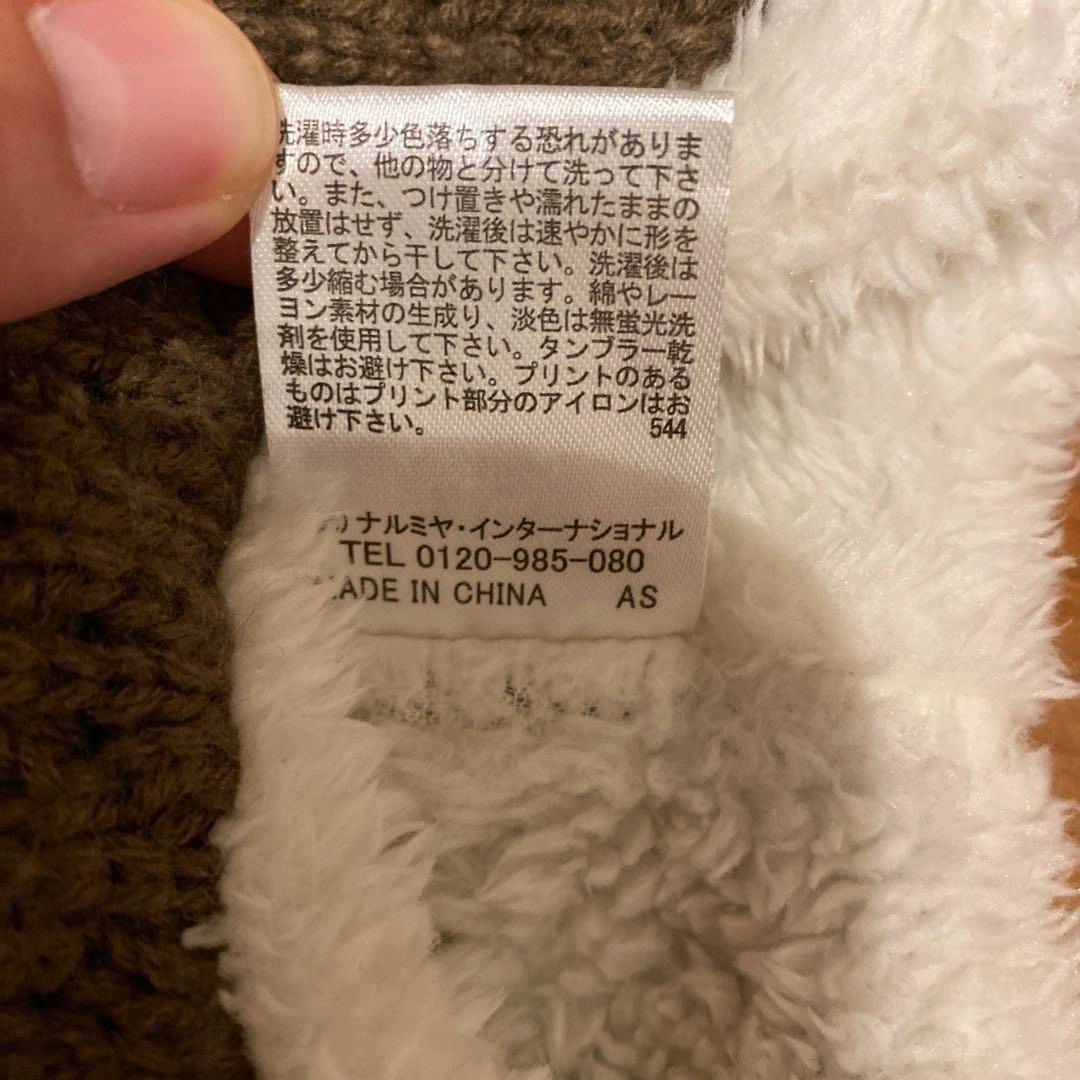 洗濯時多少色落ちする恐れがありま
すので、他の物と分けて洗って下さ
い。また、つけ置きや濡れたままの
放置はせず、洗濯後は速やかに形を
整えてから干して下さい。洗濯後は
多少縮む場合があります。綿やレー
ヨン素材の生成り、淡色は無蛍光洗
剤を使用して下さい。タンブラー乾
燥はお避け下さい。プリントのある
ものはプリント部分のアイロンはお
避け下さい。 544
ナルミヤ・インターナショナル
TEL 0120-985-080
MADE IN CHINA AS